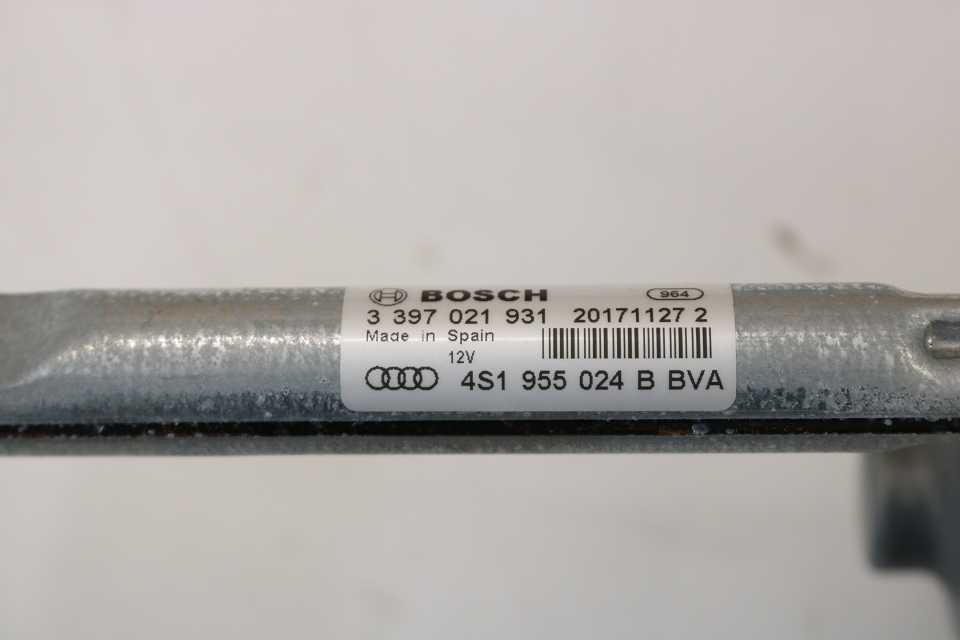 BOSCH 964
3 397 021 931 20171127 2
Made in Spain
12V
4S1 955 024 B BVA